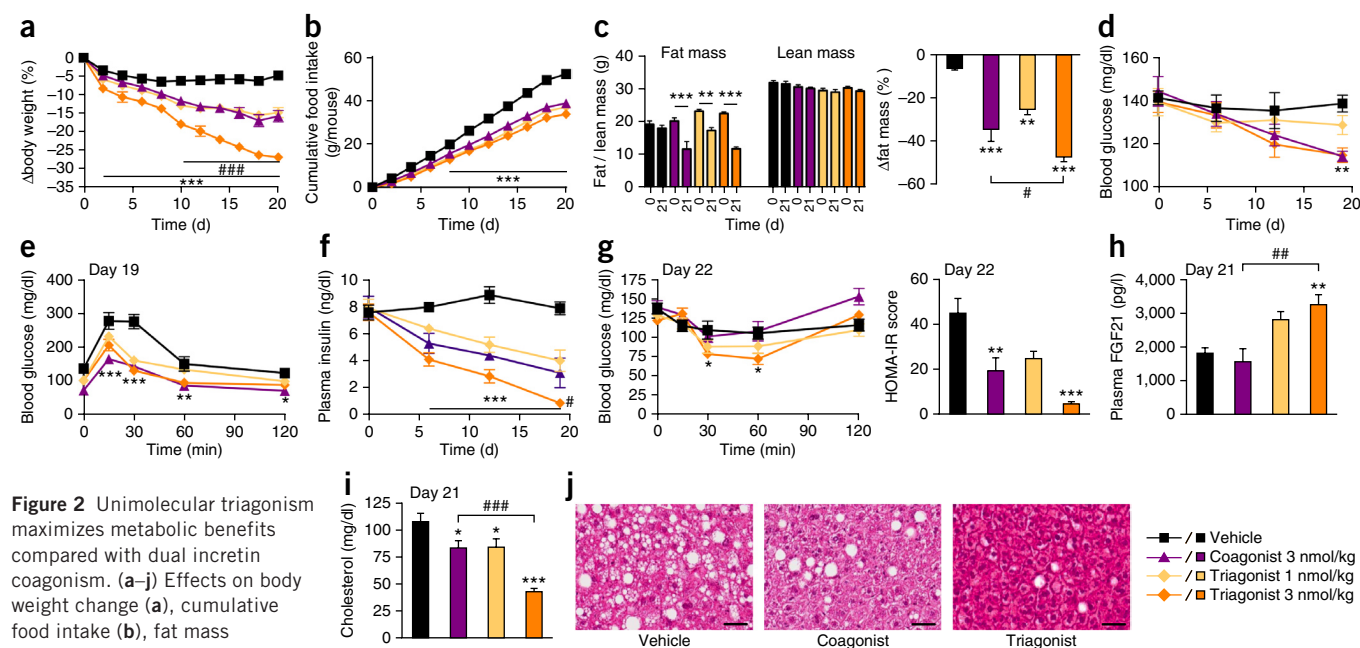 a
Δbody weight (%)
0
–5
–10
–15
–20
–25
–30
–35
###
***
0 5 10 15 20
Time (d)
b
Cumulative food intake
(g/mouse)
60
40
20
0
***
0 5 10 15 20
Time (d)
c
Fat mass
Lean mass
Fat / lean mass (g)
40
30
20
10
0
*** ** ***
0 21 0 21 0 21 0 21 0 21 0 21 0 21 0 21
Time (d)
Δfat mass (%)
0
–20
–40
–60
***
**
***
#
d
Blood glucose (mg/dl)
160
140
120
**
0 5 10 15 20
Time (d)
e
Day 19
Blood glucose (mg/dl)
400
300
200
100
0
***
***
**
*
0 30 60 90 120
Time (min)
f
Plasma insulin (ng/ml)
10
8
6
4
2
0
***
#
0 5 10 15 20
Time (d)
g
Day 22
Blood glucose (mg/dl)
175
150
125
100
75
50
25
0
* *
0 30 60 90 120
Time (min)
Day 22
HOMA-IR score
60
40
20
0
**
***
h
Day 21
Plasma FGF21 (pg/l)
4,000
3,000
2,000
1,000
0
##
**
Figure 2 Unimolecular triagonism
maximizes metabolic benefits
compared with dual incretin
coagonism. (a–j) Effects on body
weight change (a), cumulative
food intake (b), fat mass
i
Day 21
Cholesterol (mg/dl)
125
100
75
50
25
0
###
*
*
***
j
Vehicle
Coagonist
Triagonist
/ Vehicle
/ Coagonist 3 nmol/kg
/ Triagonist 1 nmol/kg
/ Triagonist 3 nmol/kg